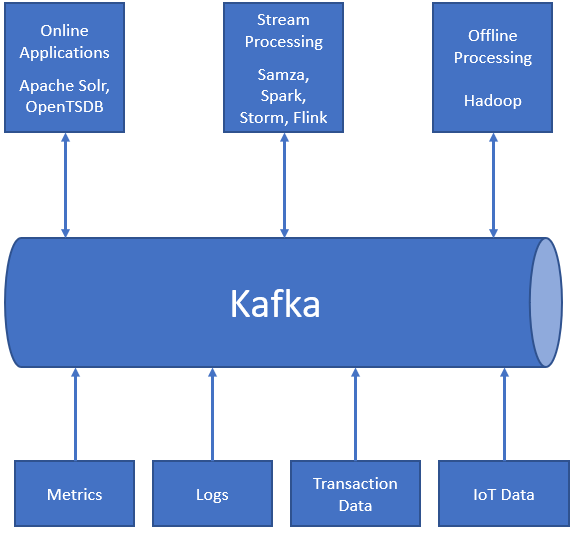 Online
Applications
Apache Solr,
OpenTSDB
Stream
Processing
Samza,
Spark,
Storm, Flink
Offline
Processing
Hadoop
Kafka
Metrics
Logs
Transaction
Data
IoT Data